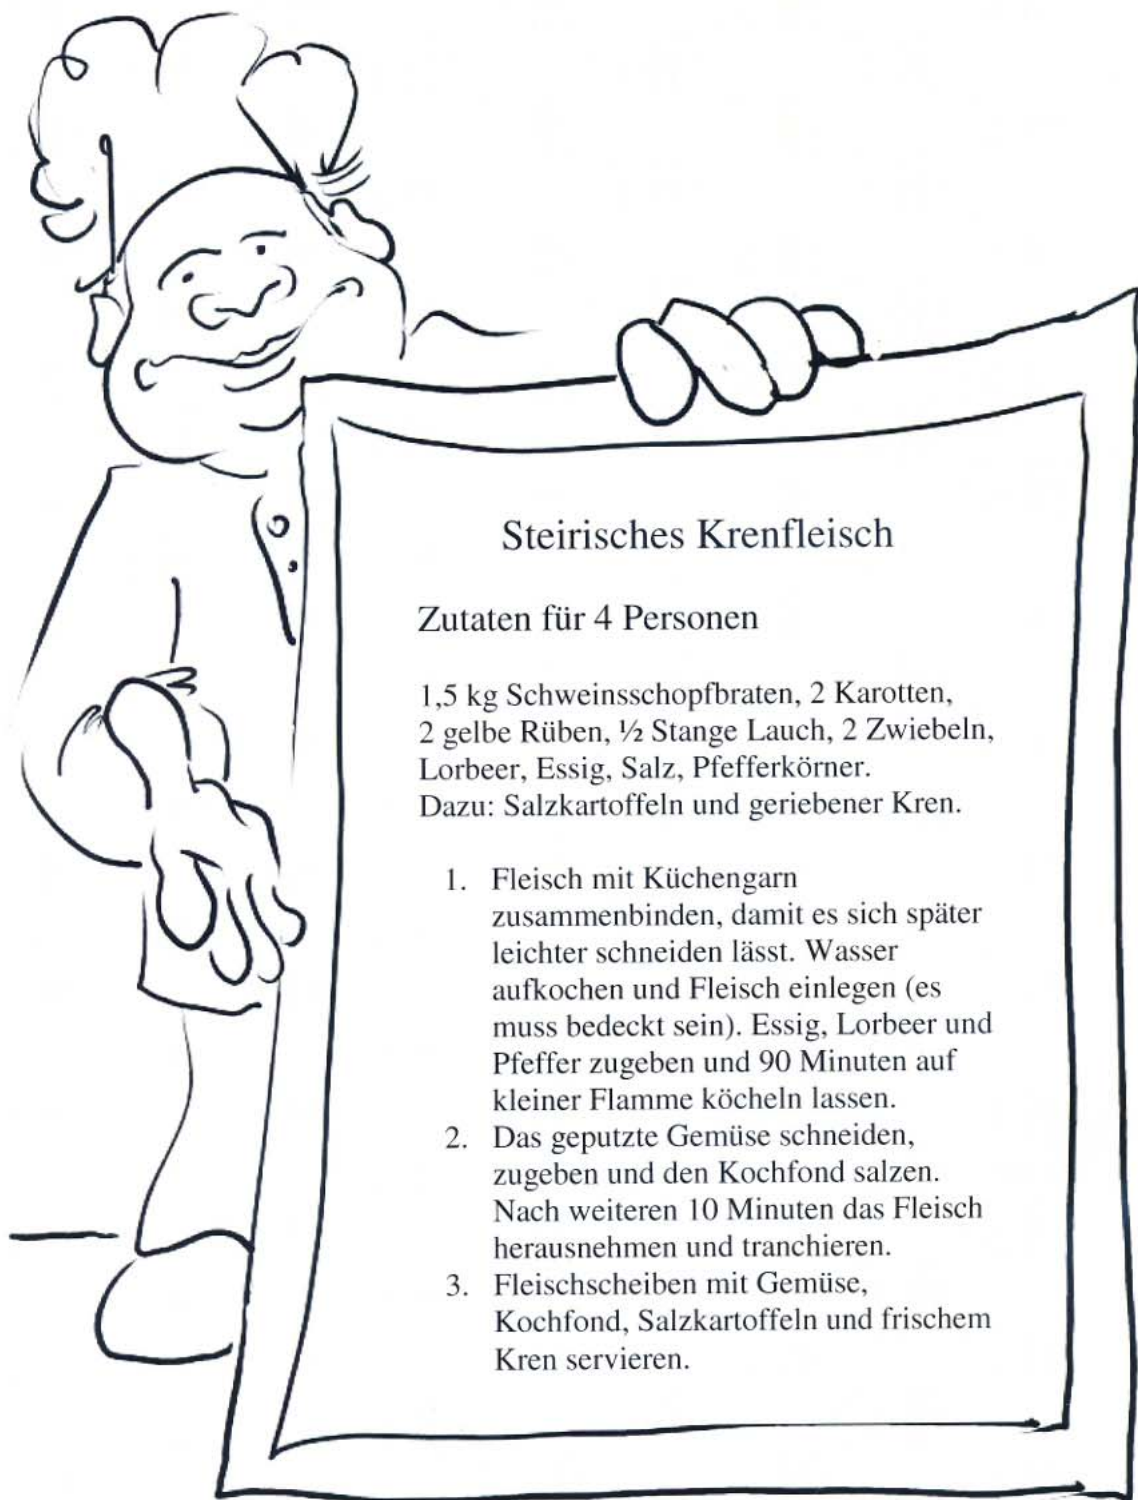 Steirisches Krenfleisch
Zutaten für 4 Personen
1,5 kg Schweinsschopfbraten, 2 Karotten,
2 gelbe Rüben, ½ Stange Lauch, 2 Zwiebeln,
Lorbeer, Essig, Salz, Pfefferkörner.
Dazu: Salzkartoffeln und geriebener Kren.
1. Fleisch mit Küchengarn
zusammenbinden, damit es sich später
leichter schneiden lässt. Wasser
aufkochen und Fleisch einlegen (es
muss bedeckt sein). Essig, Lorbeer und
Pfeffer zugeben und 90 Minuten auf
kleiner Flamme köcheln lassen.
2. Das geputzte Gemüse schneiden,
zugeben und den Kochfond salzen.
Nach weiteren 10 Minuten das Fleisch
herausnehmen und tranchieren.
3. Fleischscheiben mit Gemüse,
Kochfond, Salzkartoffeln und frischem
Kren servieren.